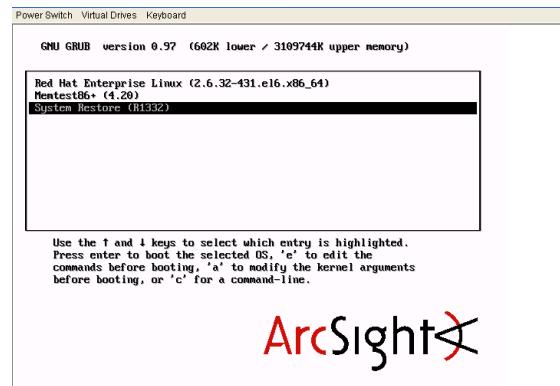 Power Switch Virtual Drives Keyboard
GNU GRUB version 0.97 (602K lower / 3109744K upper memory)
Red Hat Enterprise Linux (2.6.32-431.el6.x86_64)
Memtest86+ (4.20)
System Restore (R1332)
Use the ↑ and ↓ keys to select which entry is highlighted.
Press enter to boot the selected OS, 'e' to edit the
commands before booting, 'a' to modify the kernel arguments
before booting, or 'c' for a command-line.
ArcSight